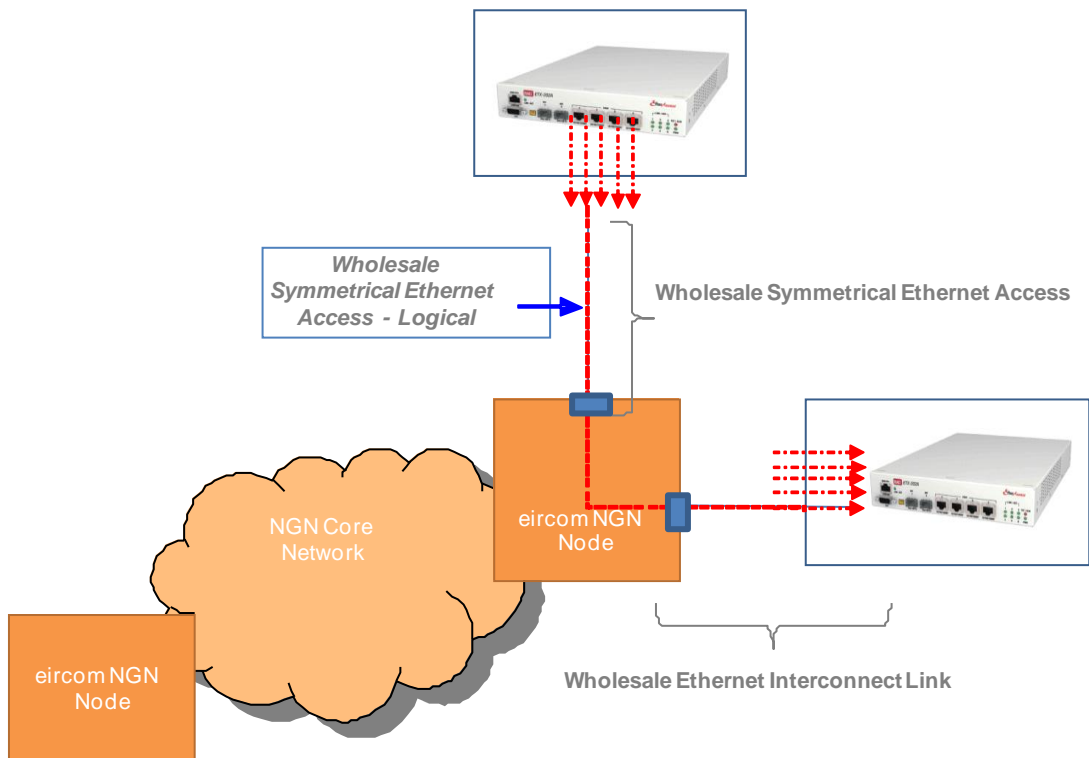 Wholesale
Symmetrical Ethernet
Access - Logical
Wholesale Symmetrical Ethernet Access
NGN Core
Network
eircom NGN
Node
eircom NGN
Node
Wholesale Ethernet Interconnect Link